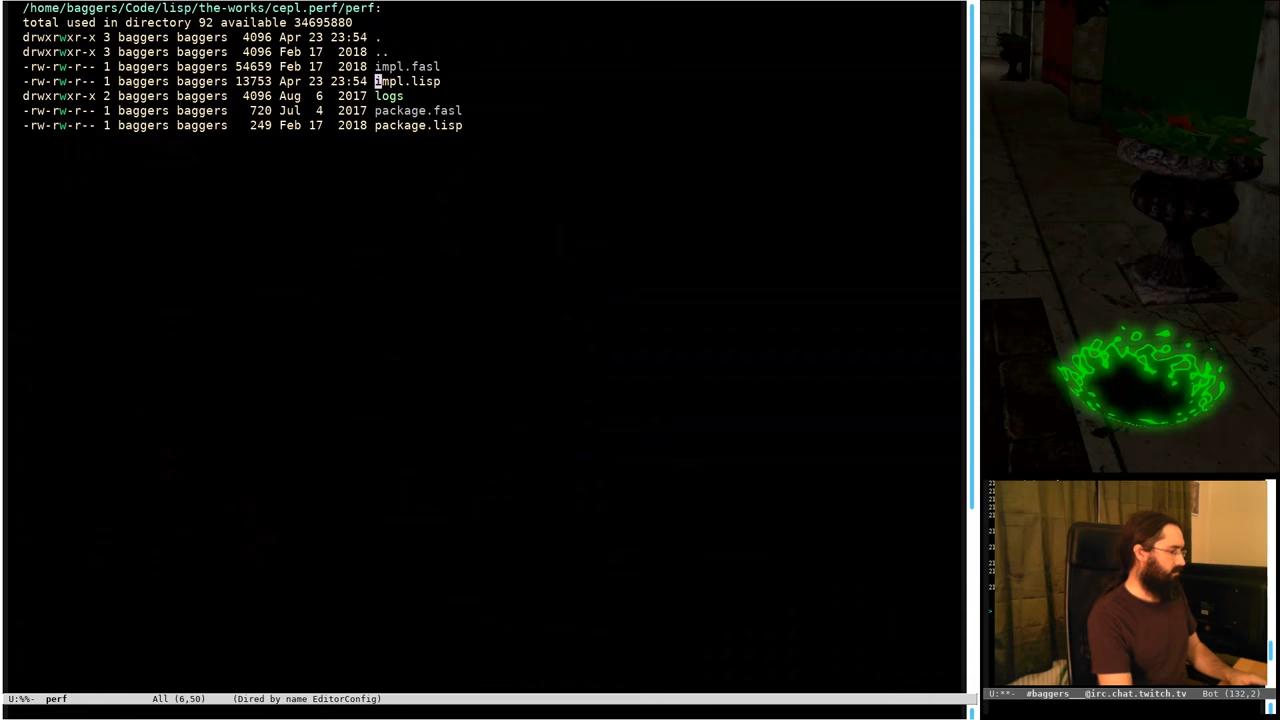 /home/baggers/Code/lisp/the-works/cepl.perf/perf:
total used in directory 92 available 34695880
drwxrwxr-x 3 baggers baggers  4096 Apr 23 23:54 .
drwxrwxr-x 3 baggers baggers  4096 Feb 17  2018 ..
-rw-rw-r-- 1 baggers baggers 54659 Feb 17  2018 impl.fasl
-rw-rw-r-- 1 baggers baggers 13753 Apr 23 23:54 impl.lisp
drwxrwxr-x 2 baggers baggers  4096 Aug  6  2017 logs
-rw-rw-r-- 1 baggers baggers   720 Jul  4  2017 package.fasl
-rw-rw-r-- 1 baggers baggers   249 Feb 17  2018 package.lisp
U:%%-  perf  All (6,50)  (Dired by name EditorConfig)
U:**-  #baggers___@irc.chat.twitch.tv  Bot (132,2)